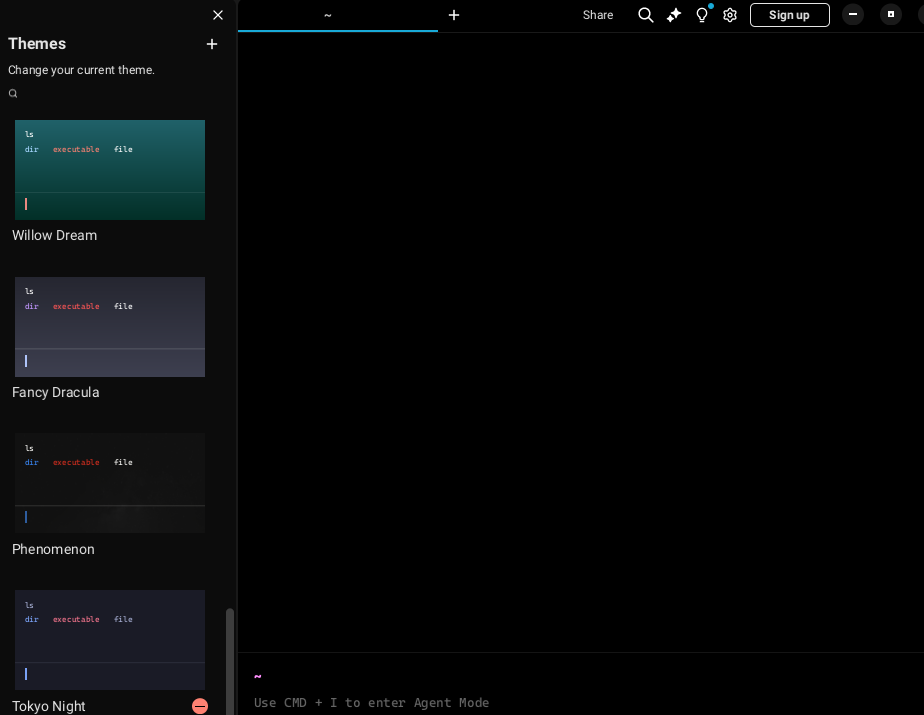 ~
Share
Sign up
Themes
Change your current theme.
ls
dir executable file
Willow Dream
ls
dir executable file
Fancy Dracula
ls
dir executable file
Phenomenon
ls
dir executable file
Tokyo Night
~
Use CMD + I to enter Agent Mode